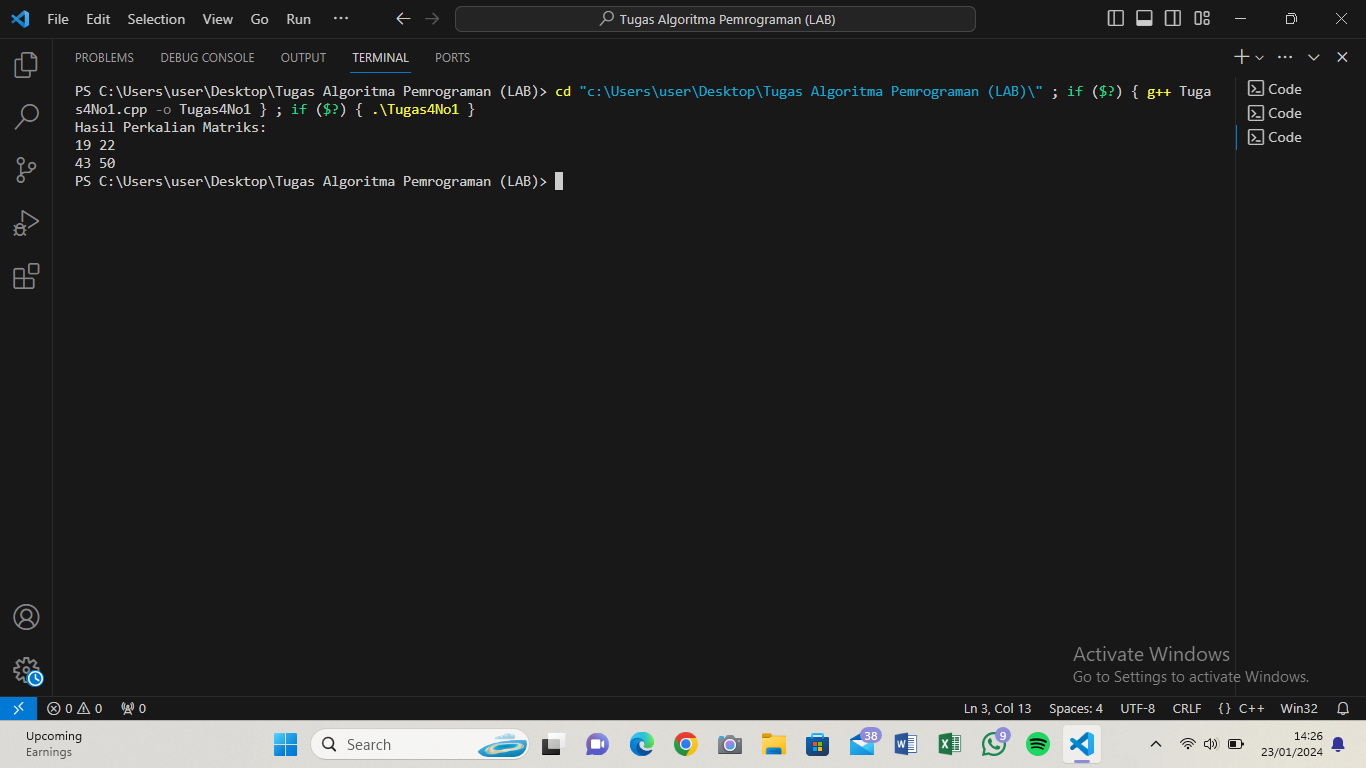 File Edit Selection View Go Run ···
Tugas Algoritma Pemrograman (LAB)
PROBLEMS DEBUG CONSOLE OUTPUT TERMINAL PORTS
PS C:\Users\user\Desktop\Tugas Algoritma Pemrograman (LAB)> cd "c:\Users\user\Desktop\Tugas Algoritma Pemrograman (LAB)\" ; if ($?) { g++ Tuga
s4No1.cpp -o Tugas4No1 } ; if ($?) { .\Tugas4No1 }
Hasil Perkalian Matriks:
19 22
43 50
PS C:\Users\user\Desktop\Tugas Algoritma Pemrograman (LAB)>
Code
Code
Code
Activate Windows
Go to Settings to activate Windows.
0 0 0
Ln 3, Col 13 Spaces: 4 UTF-8 CRLF {} C++ Win32
Upcoming
Earnings
Search
38
9
14:26
23/01/2024